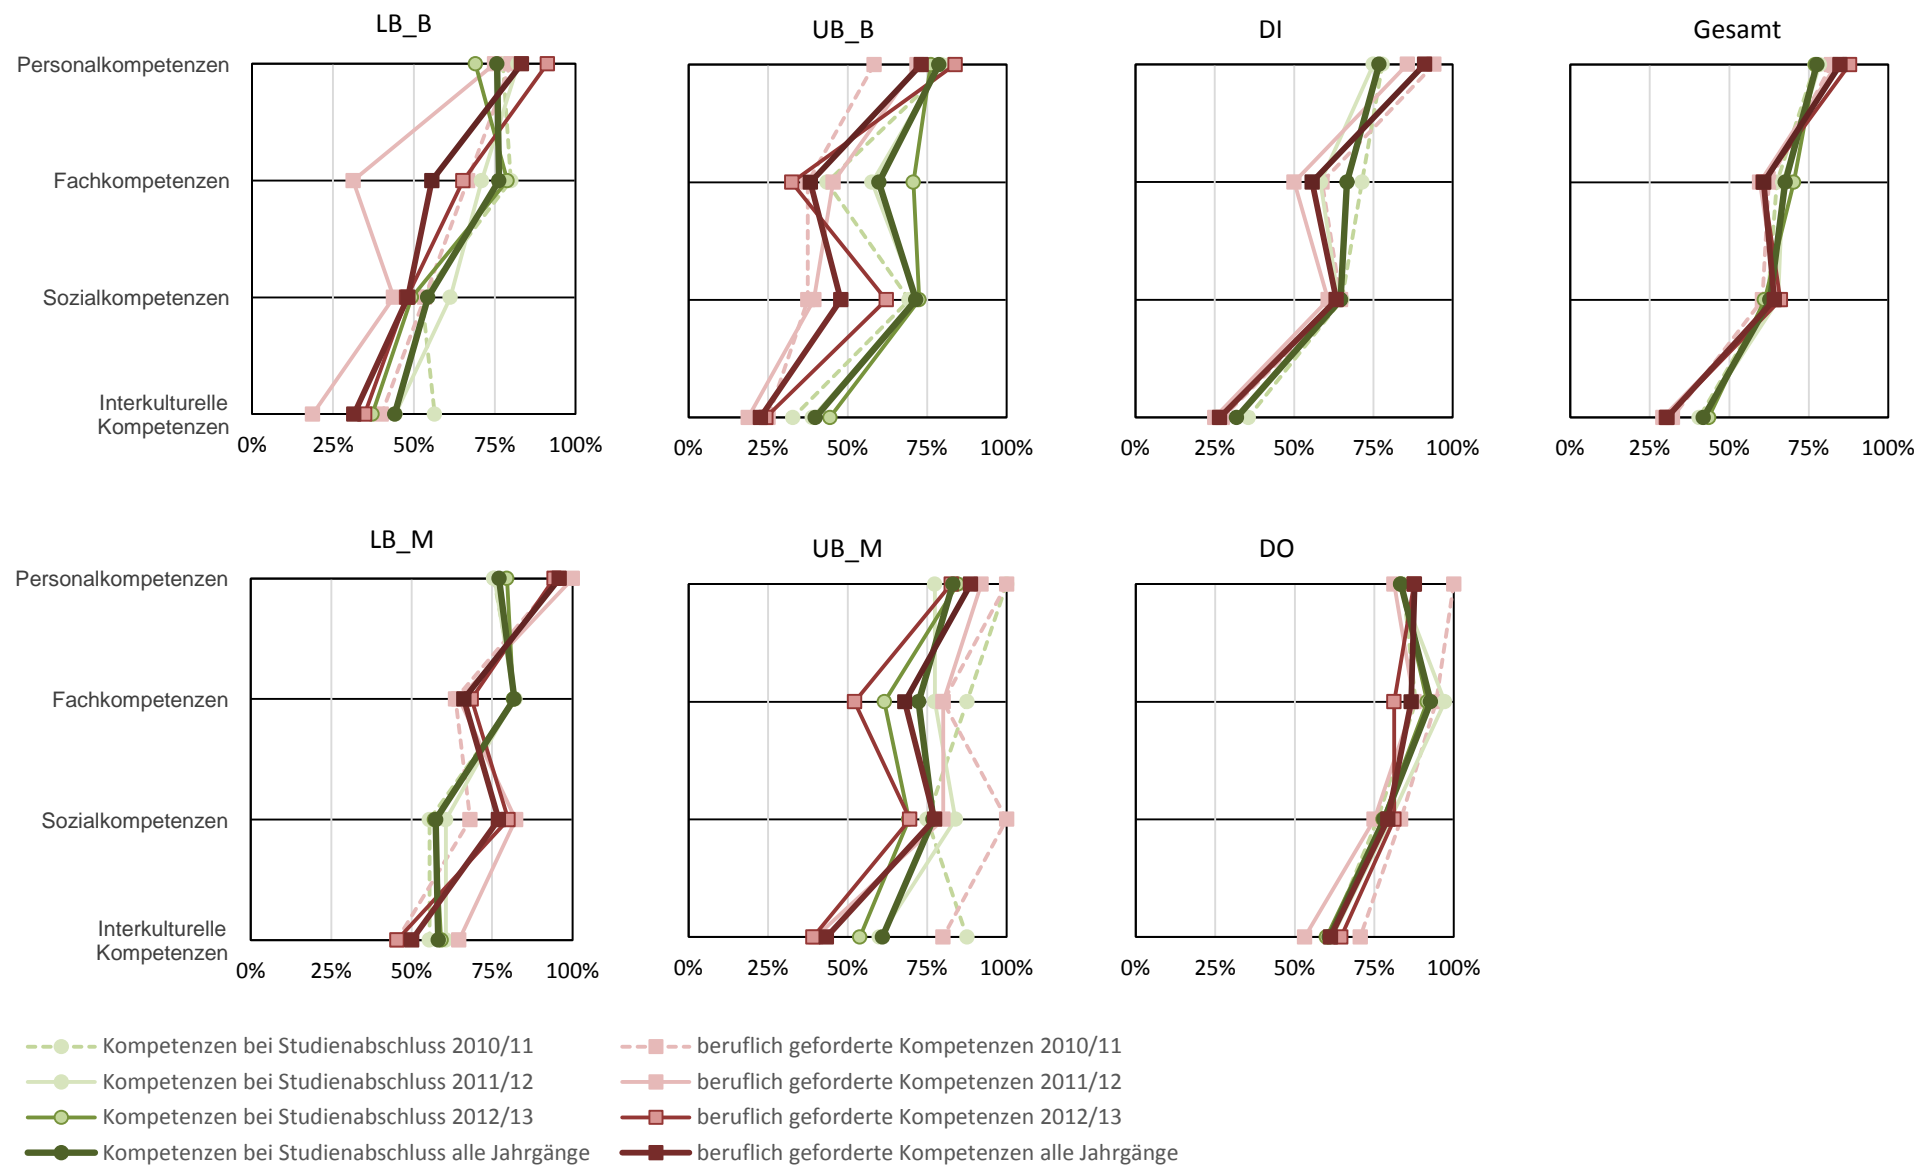 LB_B
UB_B
DI
Gesamt
Personalkompetenzen
Fachkompetenzen
Sozialkompetenzen
Interkulturelle
Kompetenzen
0% 25% 50% 75% 100%
0% 25% 50% 75% 100%
0% 25% 50% 75% 100%
0% 25% 50% 75% 100%
LB_M
UB_M
DO
Personalkompetenzen
Fachkompetenzen
Sozialkompetenzen
Interkulturelle
Kompetenzen
0% 25% 50% 75% 100%
0% 25% 50% 75% 100%
0% 25% 50% 75% 100%
Kompetenzen bei Studienabschluss 2010/11
beruflich geforderte Kompetenzen 2010/11
Kompetenzen bei Studienabschluss 2011/12
beruflich geforderte Kompetenzen 2011/12
Kompetenzen bei Studienabschluss 2012/13
beruflich geforderte Kompetenzen 2012/13
Kompetenzen bei Studienabschluss alle Jahrgänge
beruflich geforderte Kompetenzen alle Jahrgänge